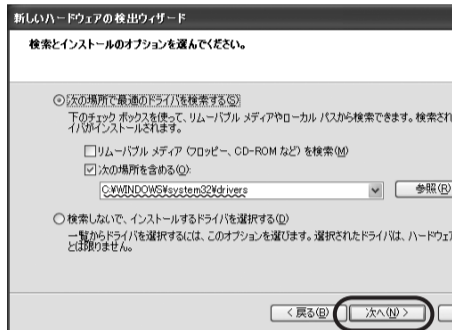 新しいハードウェアの検出ウィザード
検索とインストールのオプションを選んでください。
次の場所で最適のドライバを検索する(S)
下のチェック ボックスを使って、リムーバブル メディアやローカル パスから検索できます。検索され
イバがインストールされます。
リムーバブル メディア (フロッピー、CD-ROM など) を検索(M)
次の場所を含める(O):
C:¥WINDOWS¥system32¥drivers
参照(R)
検索しないで、インストールするドライバを選択する(D)
一覧からドライバを選択するには、このオプションを選びます。選択されたドライバは、ハードウェア
とは限りません。
< 戻る(B)
次へ(N) >